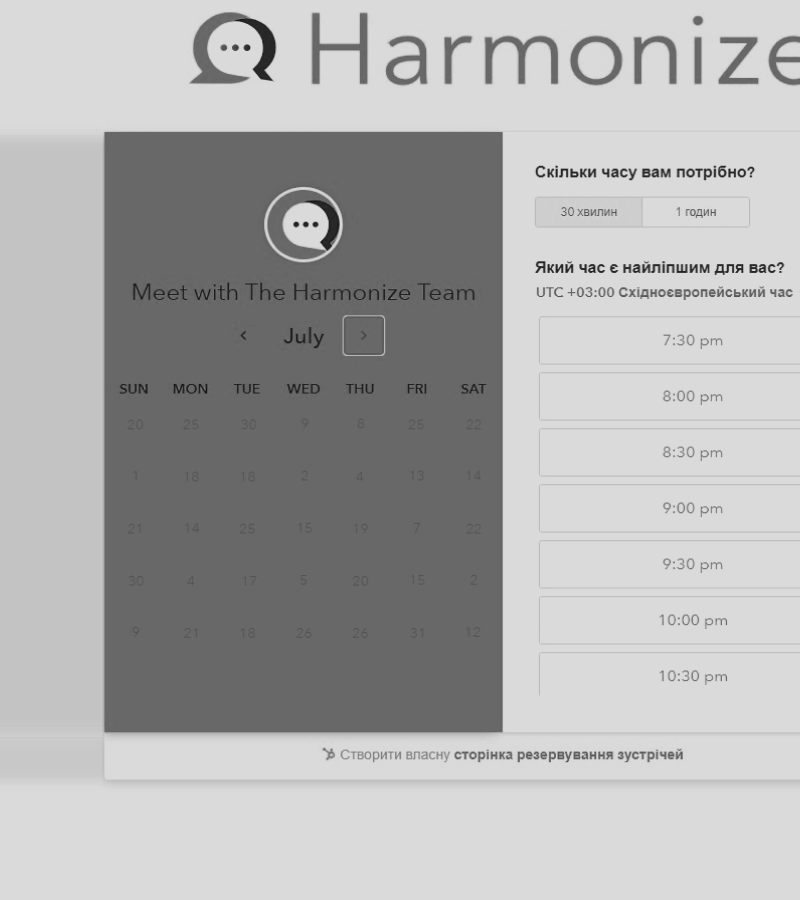 Harmonize
Meet with The Harmonize Team
July
SUN MON TUE WED THU FRI SAT
20 25 30 9 8 25 22
1 18 18 2 4 13 14
21 14 25 15 19 7 22
30 4 17 5 20 15 2
9 21 18 26 26 31 12
Скільки часу вам потрібно?
30 хвилин 1 годин
Який час є найліпшим для вас?
UTC +03:00 Східноєвропейський час
7:30 pm
8:00 pm
8:30 pm
9:00 pm
9:30 pm
10:00 pm
10:30 pm
Створити власну сторінка резервування зустрічей